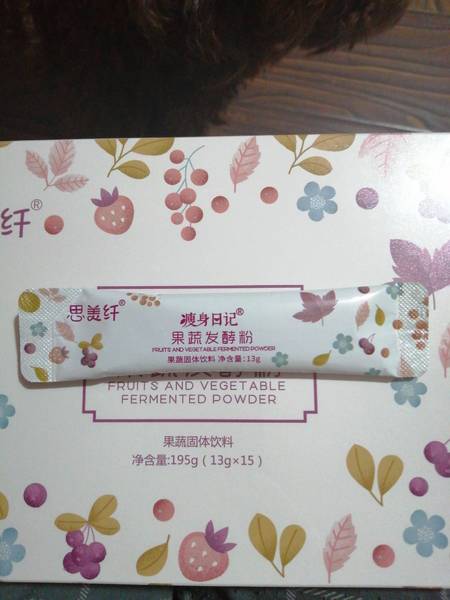 纤®
思美纤®
瘦身日记®
果蔬发酵粉
FRUITS AND VEGETABLE FERMENTED POWDER
果蔬固体饮料 净含量:13g
FRUITS AND VEGETABLE
FERMENTED POWDER
果蔬固体饮料
净含量:195g（13g×15）